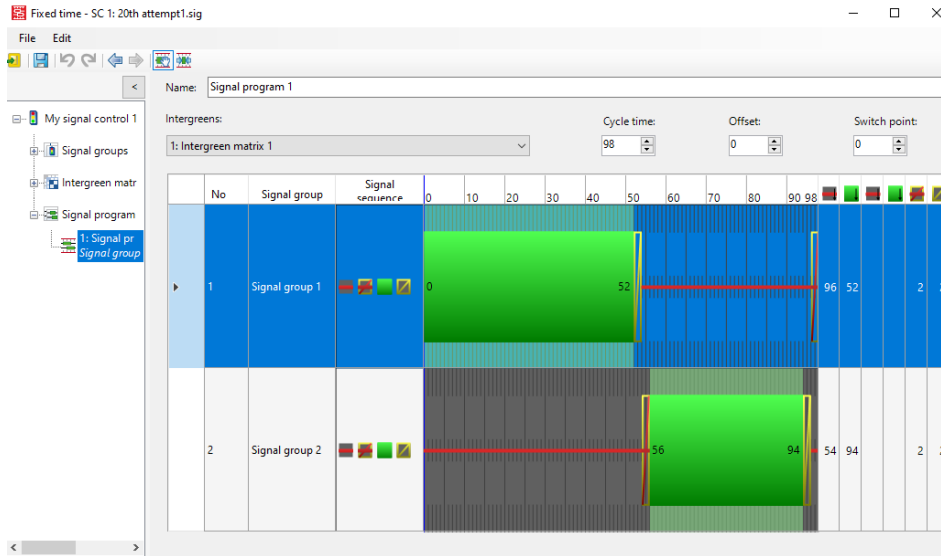 Fixed time - SC 1: 20th attempt1.sig
File Edit
<
Name: Signal program 1
My signal control 1
Signal groups
Intergreen matr
Signal program
1: Signal pr
Signal group
Intergreens:
1: Intergreen matrix 1
Cycle time: Offset: Switch point:
98 0 0
No Signal group Signal sequence 0 10 20 30 40 50 60 70 80 90 98
1 Signal group 1 0 52 96 52 2
2 Signal group 2 56 94 54 94 2